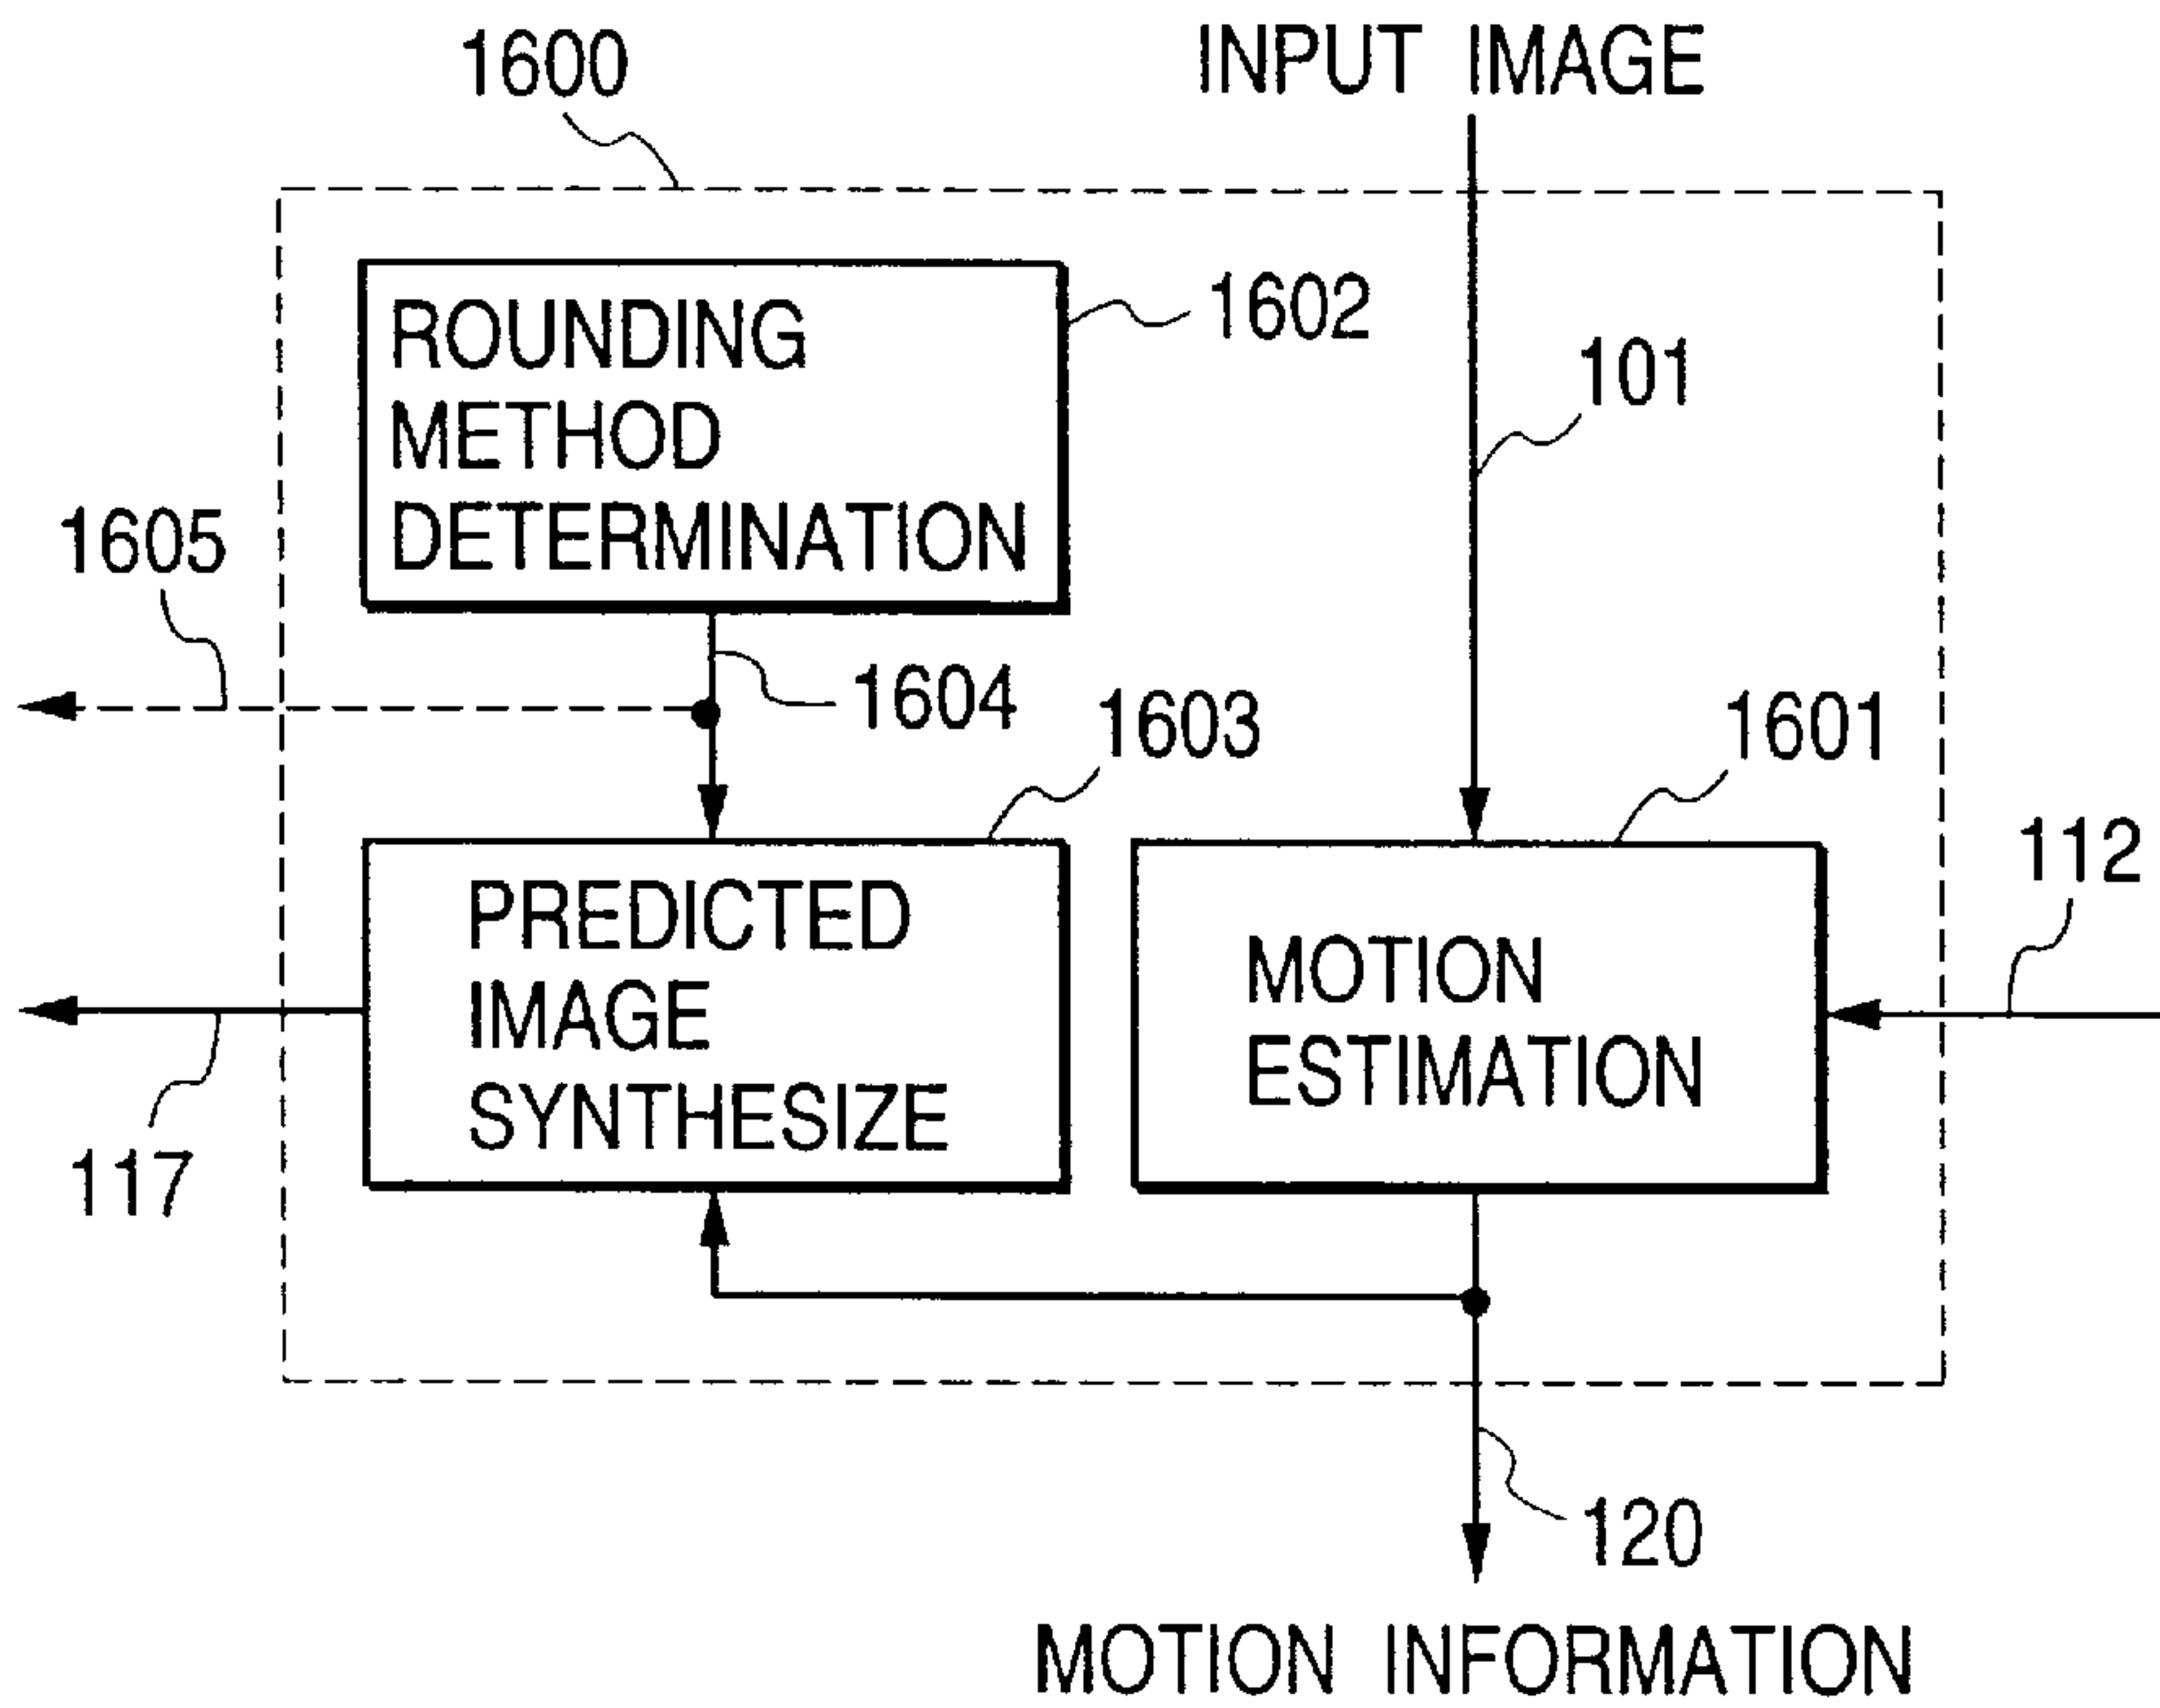 1600
INPUT IMAGE
ROUNDING
METHOD
DETERMINATION
1602
101
1605
1604
1603
1601
112
PREDICTED
IMAGE
SYNTHESIZE
MOTION
ESTIMATION
117
120
MOTION INFORMATION